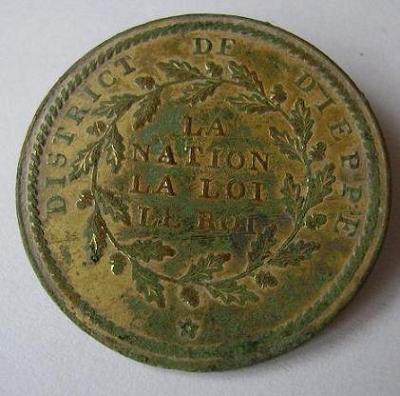 DISTRICT DE DIEPPE
LA
NATION
LA LOI
LE ROI